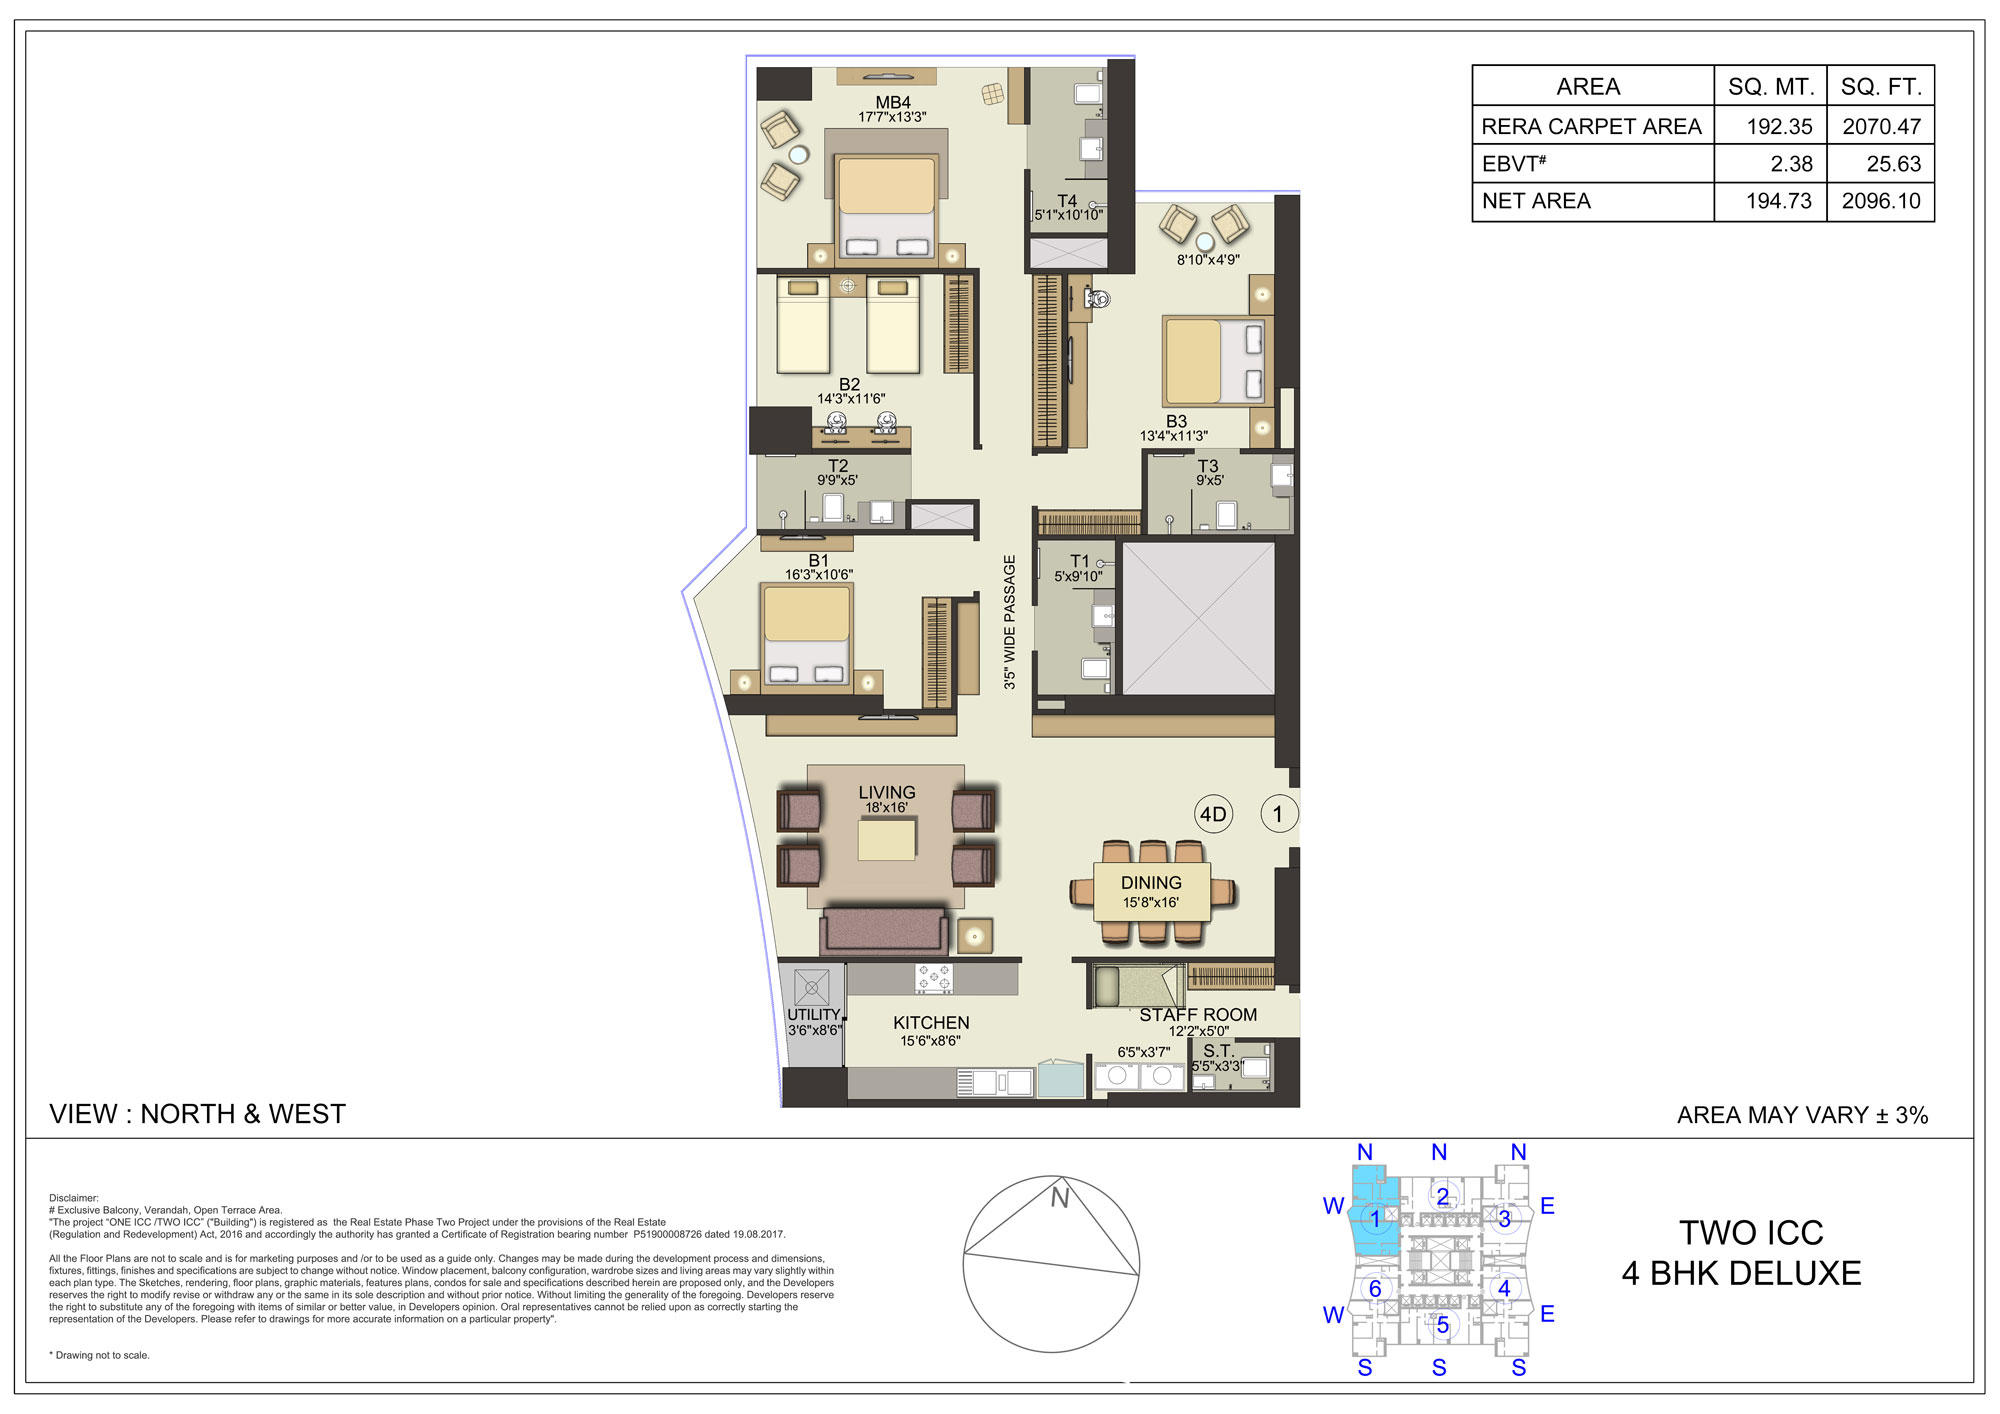 AREA SQ. MT. SQ. FT.
RERA CARPET AREA 192.35 2070.47
EBVT# 2.38 25.63
NET AREA 194.73 2096.10
MB4
17'7"x13'3"
T4
5'1"x10'10"
8'10"x4'9"
B2
14'3"x11'6"
B3
13'4"x11'3"
T2
9'9"x5'
T3
9'x5'
B1
16'3"x10'6"
T1
5'x9'10"
3'5" WIDE PASSAGE
LIVING
18'x16'
4D
1
DINING
15'8"x16'
UTILITY
3'6"x8'6"
KITCHEN
15'6"x8'6"
STAFF ROOM
12'2"x5'0"
6'5"x3'7"
S.T.
5'5"x3'3"
VIEW : NORTH & WEST
AREA MAY VARY ± 3%
Disclaimer:
# Exclusive Balcony, Verandah, Open Terrace Area.
"The project “ONE ICC /TWO ICC” ("Building") is registered as the Real Estate Phase Two Project under the provisions of the Real Estate
(Regulation and Redevelopment) Act, 2016 and accordingly the authority has granted a Certificate of Registration bearing number P51900008726 dated 19.08.2017.
All the Floor Plans are not to scale and is for marketing purposes and /or to be used as a guide only. Changes may be made during the development process and dimensions,
fixtures, fittings, finishes and specifications are subject to change without notice. Window placement, balcony configuration, wardrobe sizes and living areas may vary slightly within
each plan type. The Sketches, rendering, floor plans, graphic materials, features plans, condos for sale and specifications described herein are proposed only, and the Developers
reserves the right to modify revise or withdraw any or the same in its sole description and without prior notice. Without limiting the generality of the foregoing. Developers reserve
the right to substitute any of the foregoing with items of similar or better value, in Developers opinion. Oral representatives cannot be relied upon as correctly starting the
representation of the Developers. Please refer to drawings for more accurate information on a particular property".
* Drawing not to scale.
N
N N N
W 1 2 3 E
W 6 5 4 E
S S S
TWO ICC
4 BHK DELUXE